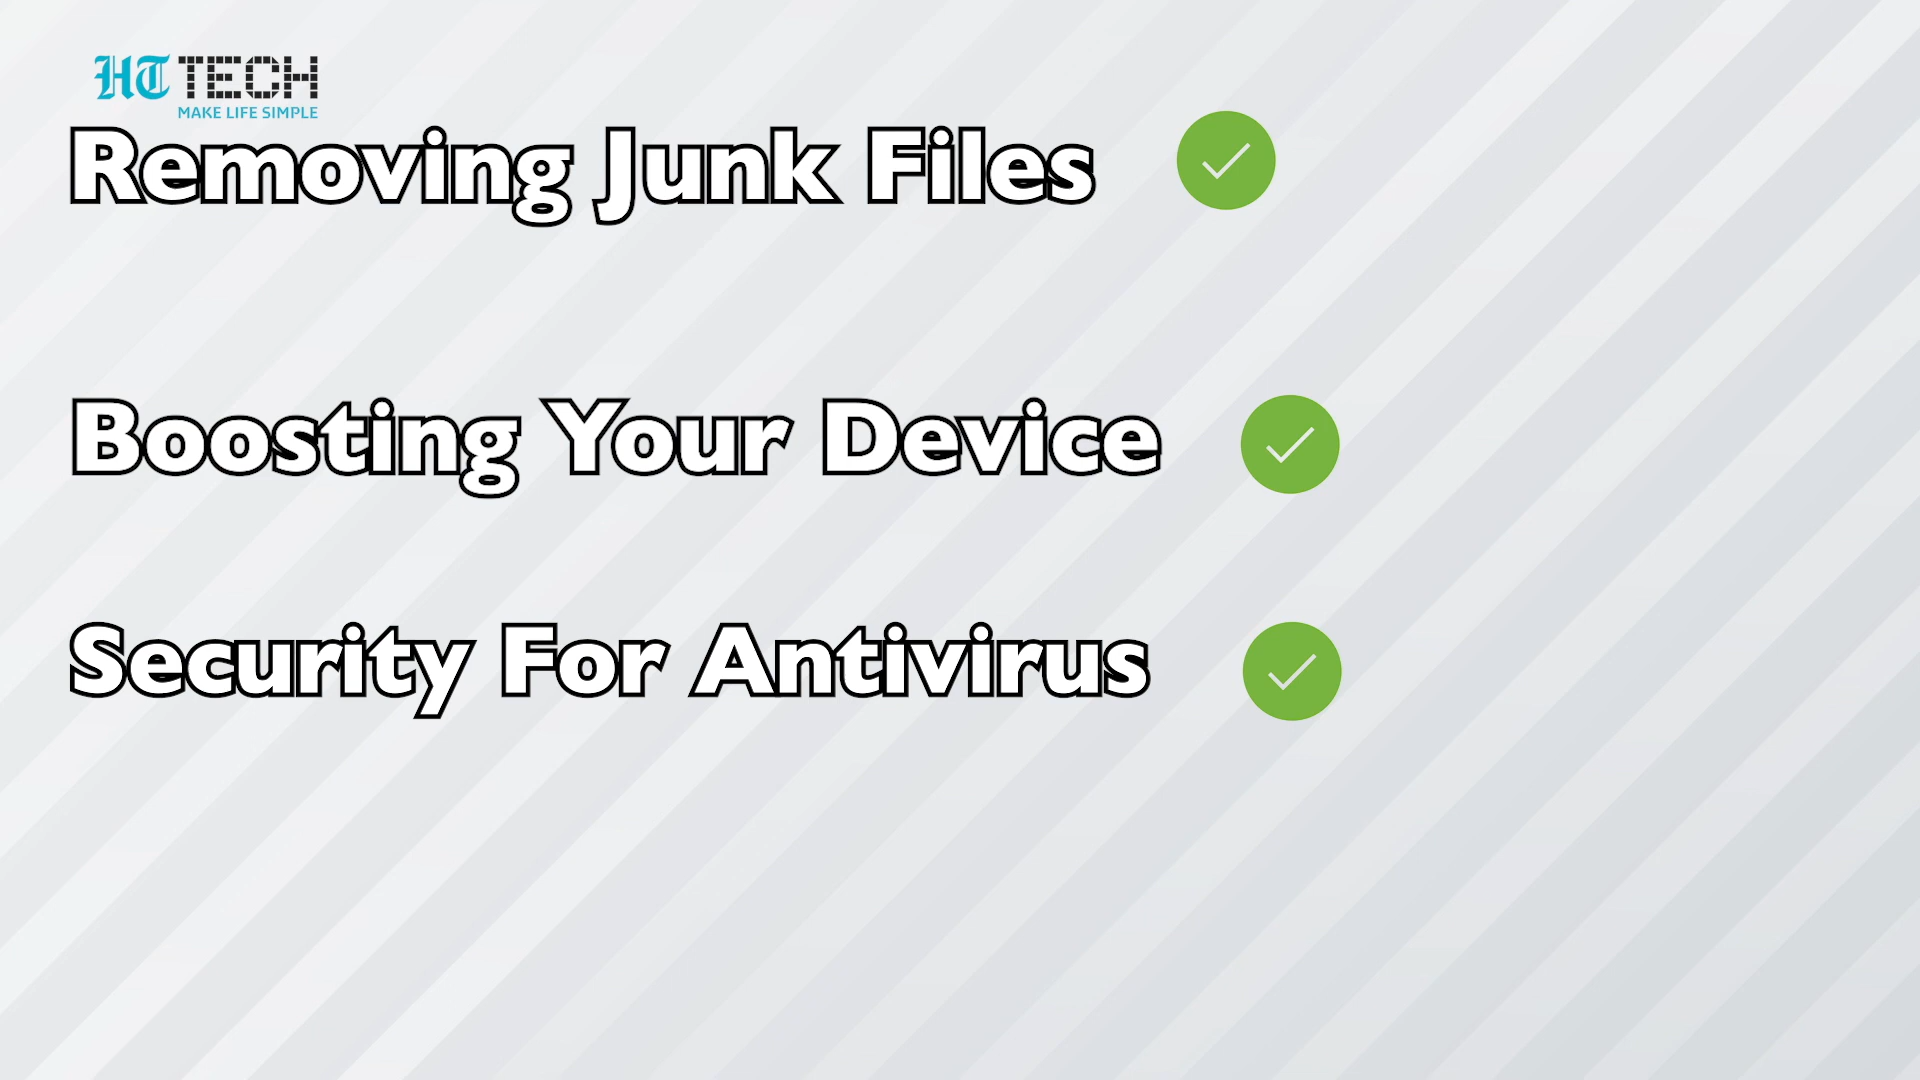 HT TECH
MAKE LIFE SIMPLE
Removing Junk Files
Boosting Your Device
Security For Antivirus